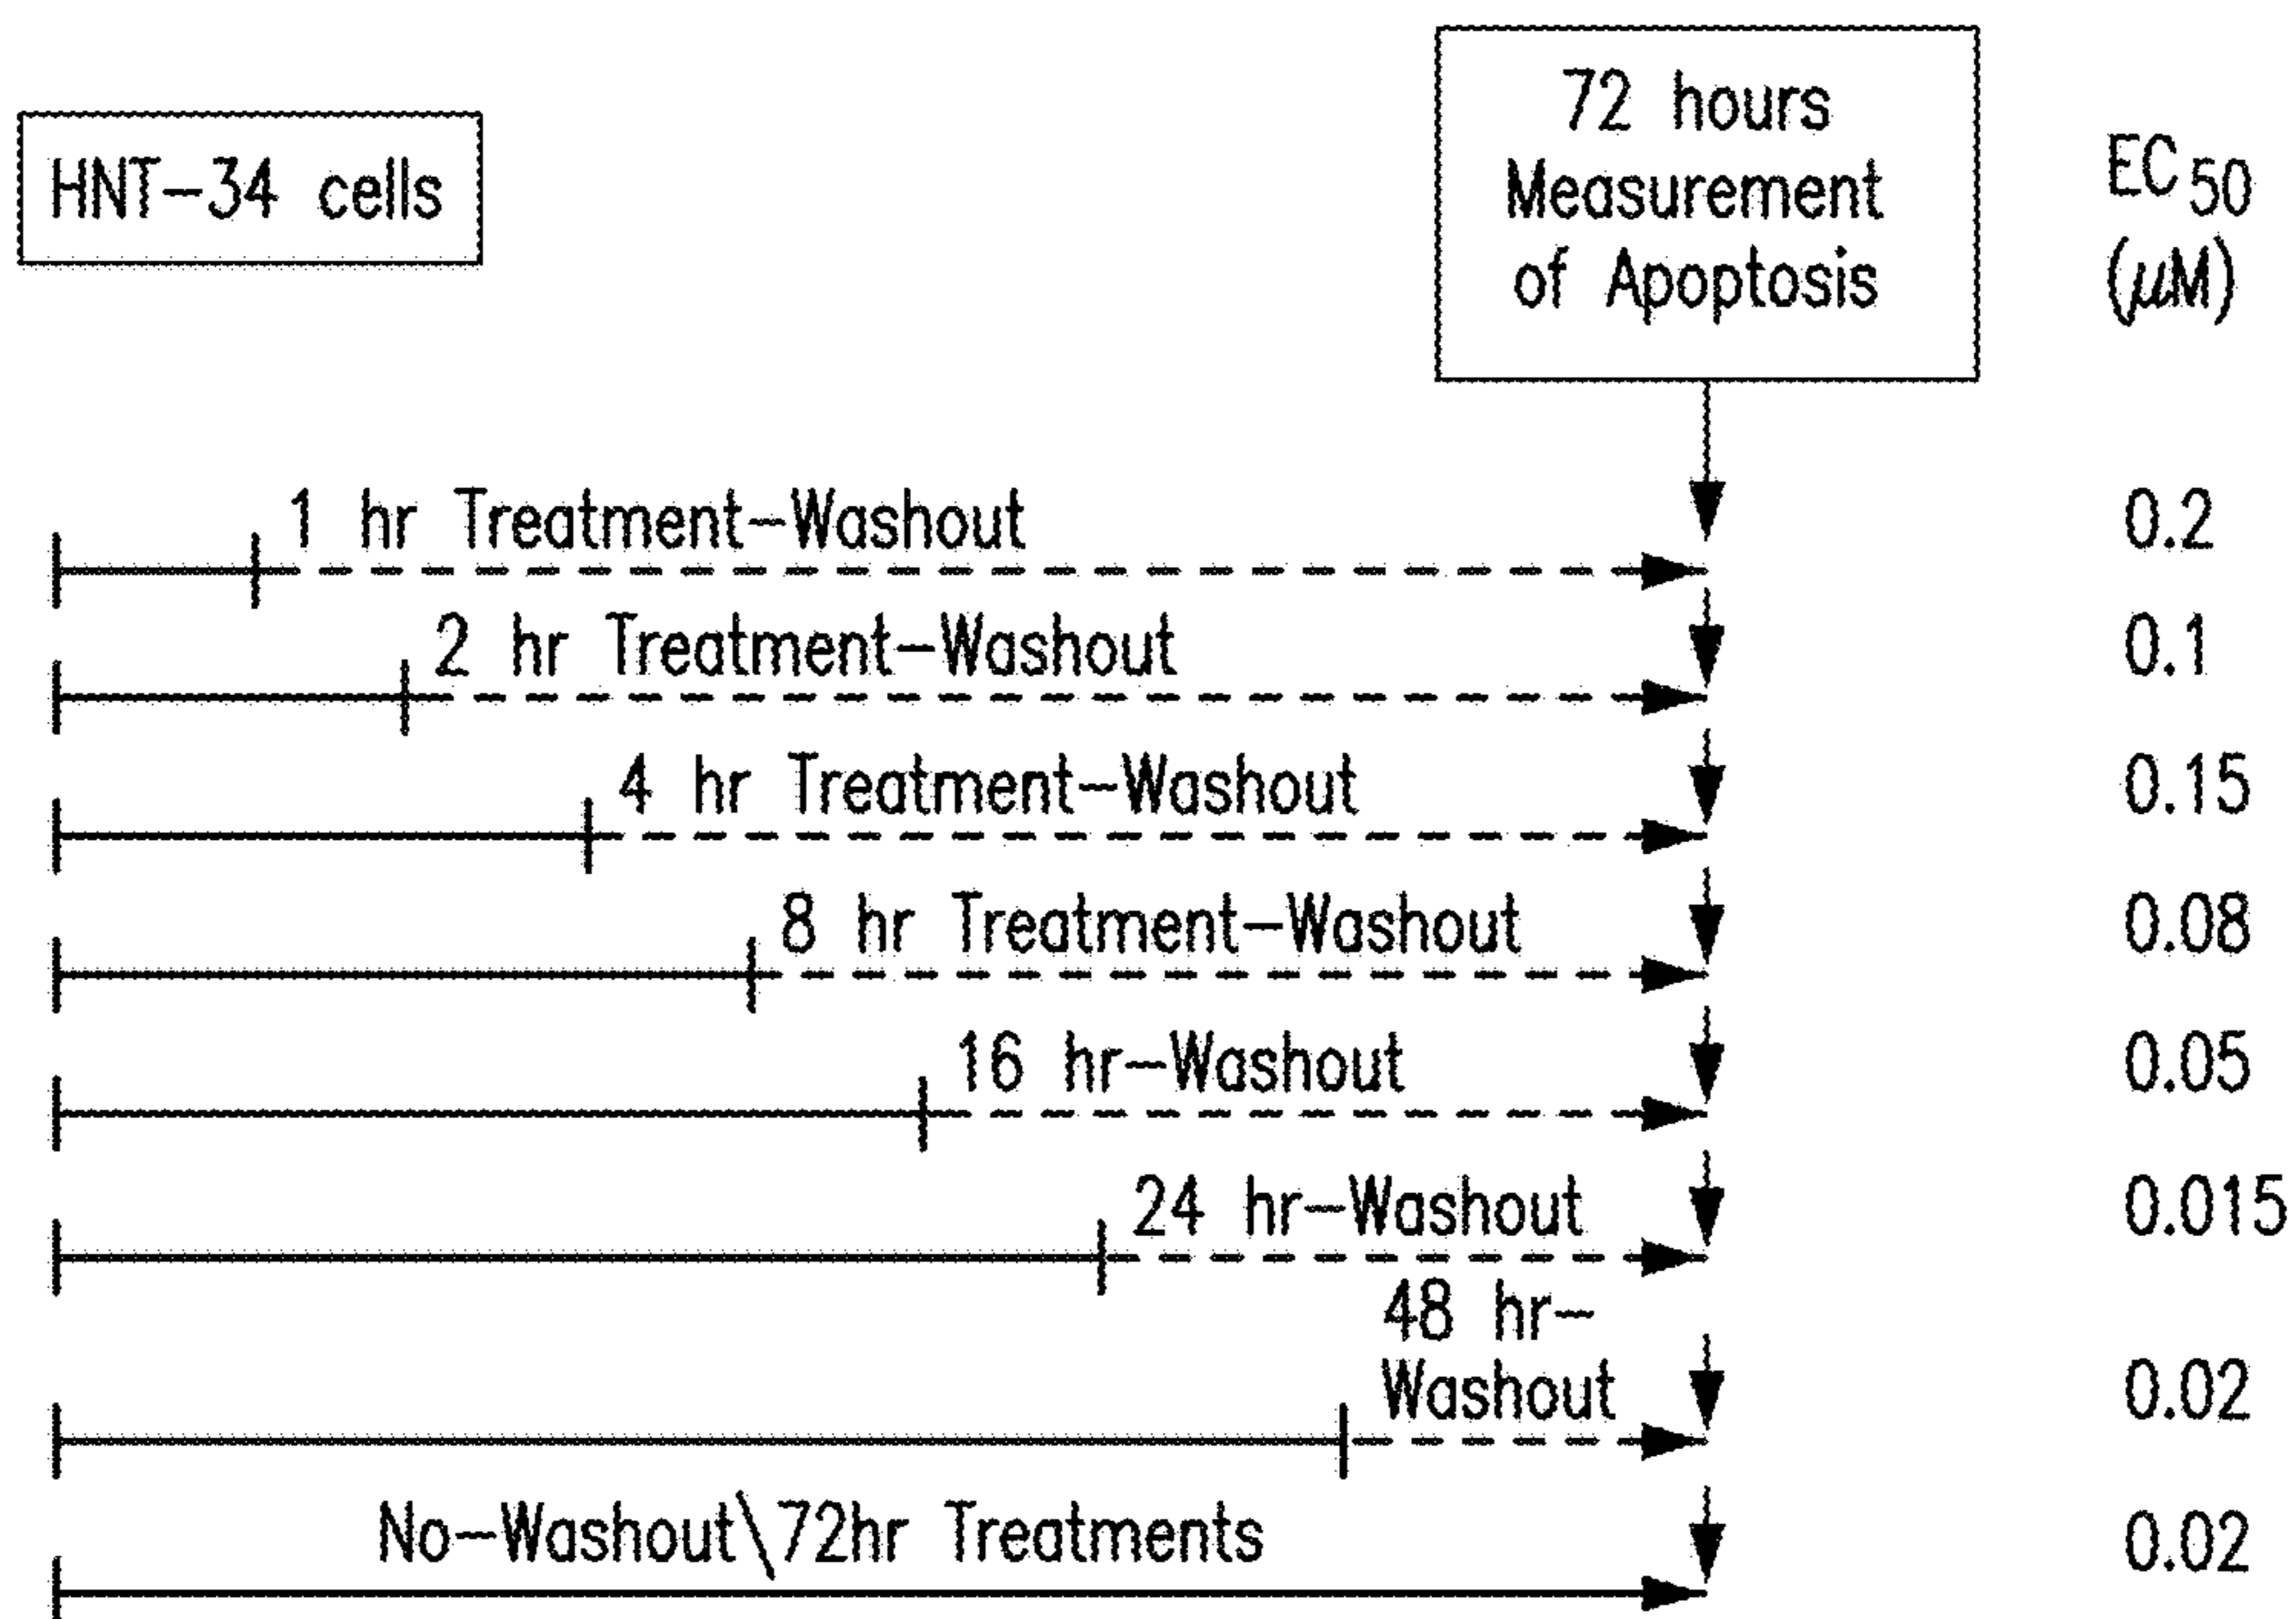 HNT-34 cells
72 hours
Measurement
of Apoptosis
EC50
(μM)
1 hr Treatment-Washout
0.2
2 hr Treatment-Washout
0.1
4 hr Treatment-Washout
0.15
8 hr Treatment-Washout
0.08
16 hr-Washout
0.05
24 hr-Washout
0.015
48 hr-
Washout
0.02
No-Washout\72hr Treatments
0.02